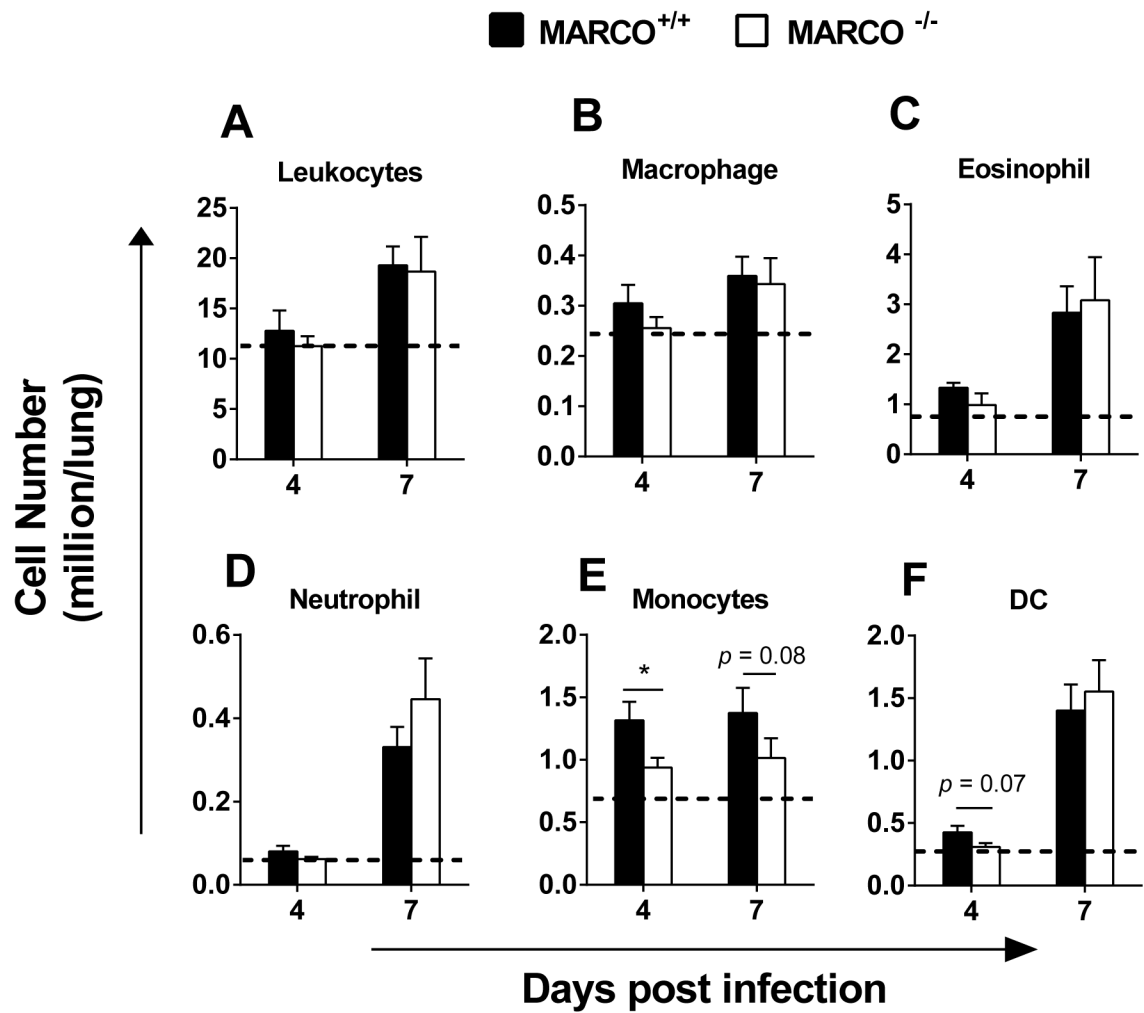 MARCO+/+ MARCO -/-
A
Leukocytes
25
20
15
10
5
0
4 7
B
Macrophage
0.5
0.4
0.3
0.2
0.1
0.0
4 7
C
Eosinophil
5
4
3
2
1
0
4 7
Cell Number
(million/lung)
D
Neutrophil
0.6
0.4
0.2
0.0
4 7
E
Monocytes
2.0
1.5
1.0
0.5
0.0
*
p = 0.08
4 7
F
DC
2.0
1.5
1.0
0.5
0.0
p = 0.07
4 7
Days post infection